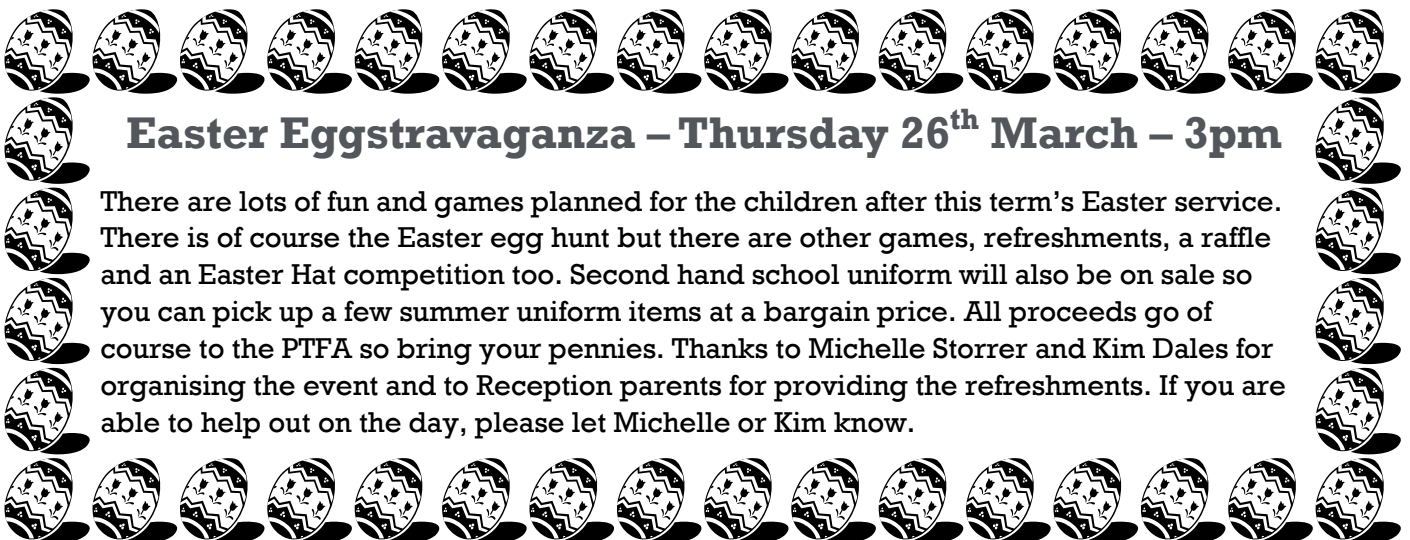 Easter Eggstravaganza – Thursday 26th March – 3pm
There are lots of fun and games planned for the children after this term’s Easter service.
There is of course the Easter egg hunt but there are other games, refreshments, a raffle
and an Easter Hat competition too. Second hand school uniform will also be on sale so
you can pick up a few summer uniform items at a bargain price. All proceeds go of
course to the PTFA so bring your pennies. Thanks to Michelle Storrer and Kim Dales for
organising the event and to Reception parents for providing the refreshments. If you are
able to help out on the day, please let Michelle or Kim know.